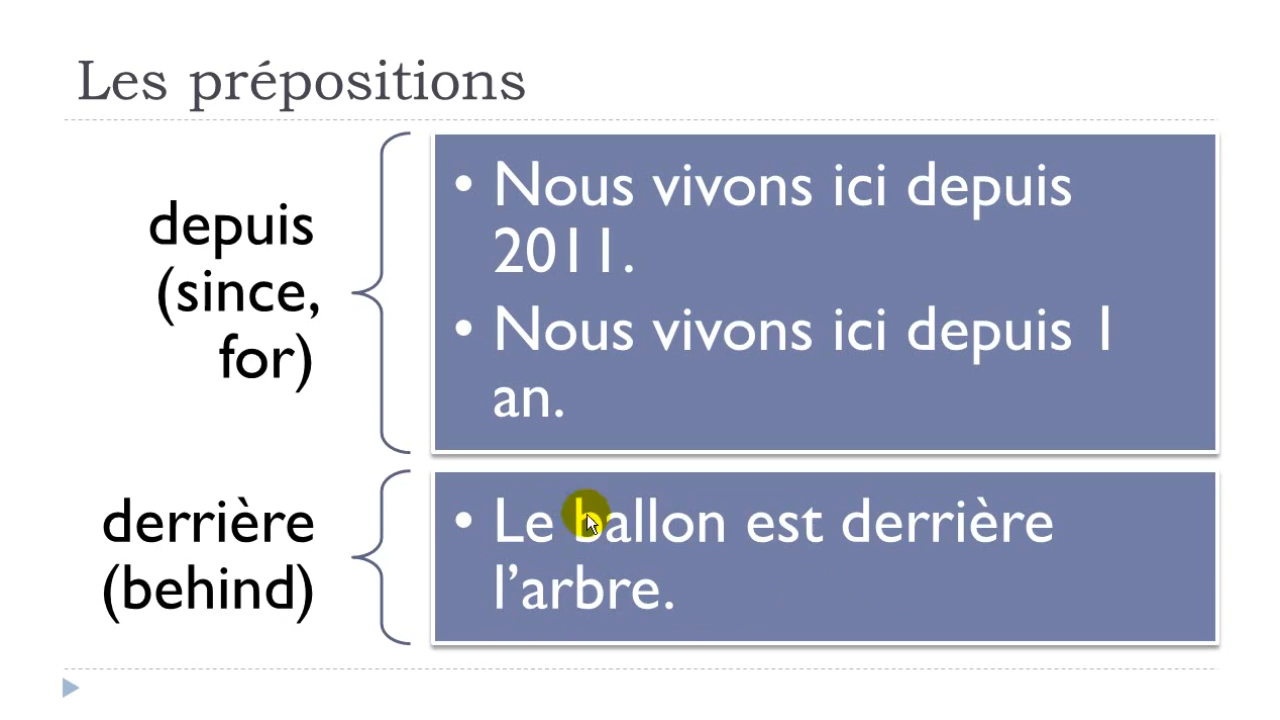 Les prépositions
depuis
(since,
for)
• Nous vivons ici depuis
2011.
• Nous vivons ici depuis 1
an.
derrière
(behind)
• Le ballon est derrière
l’arbre.